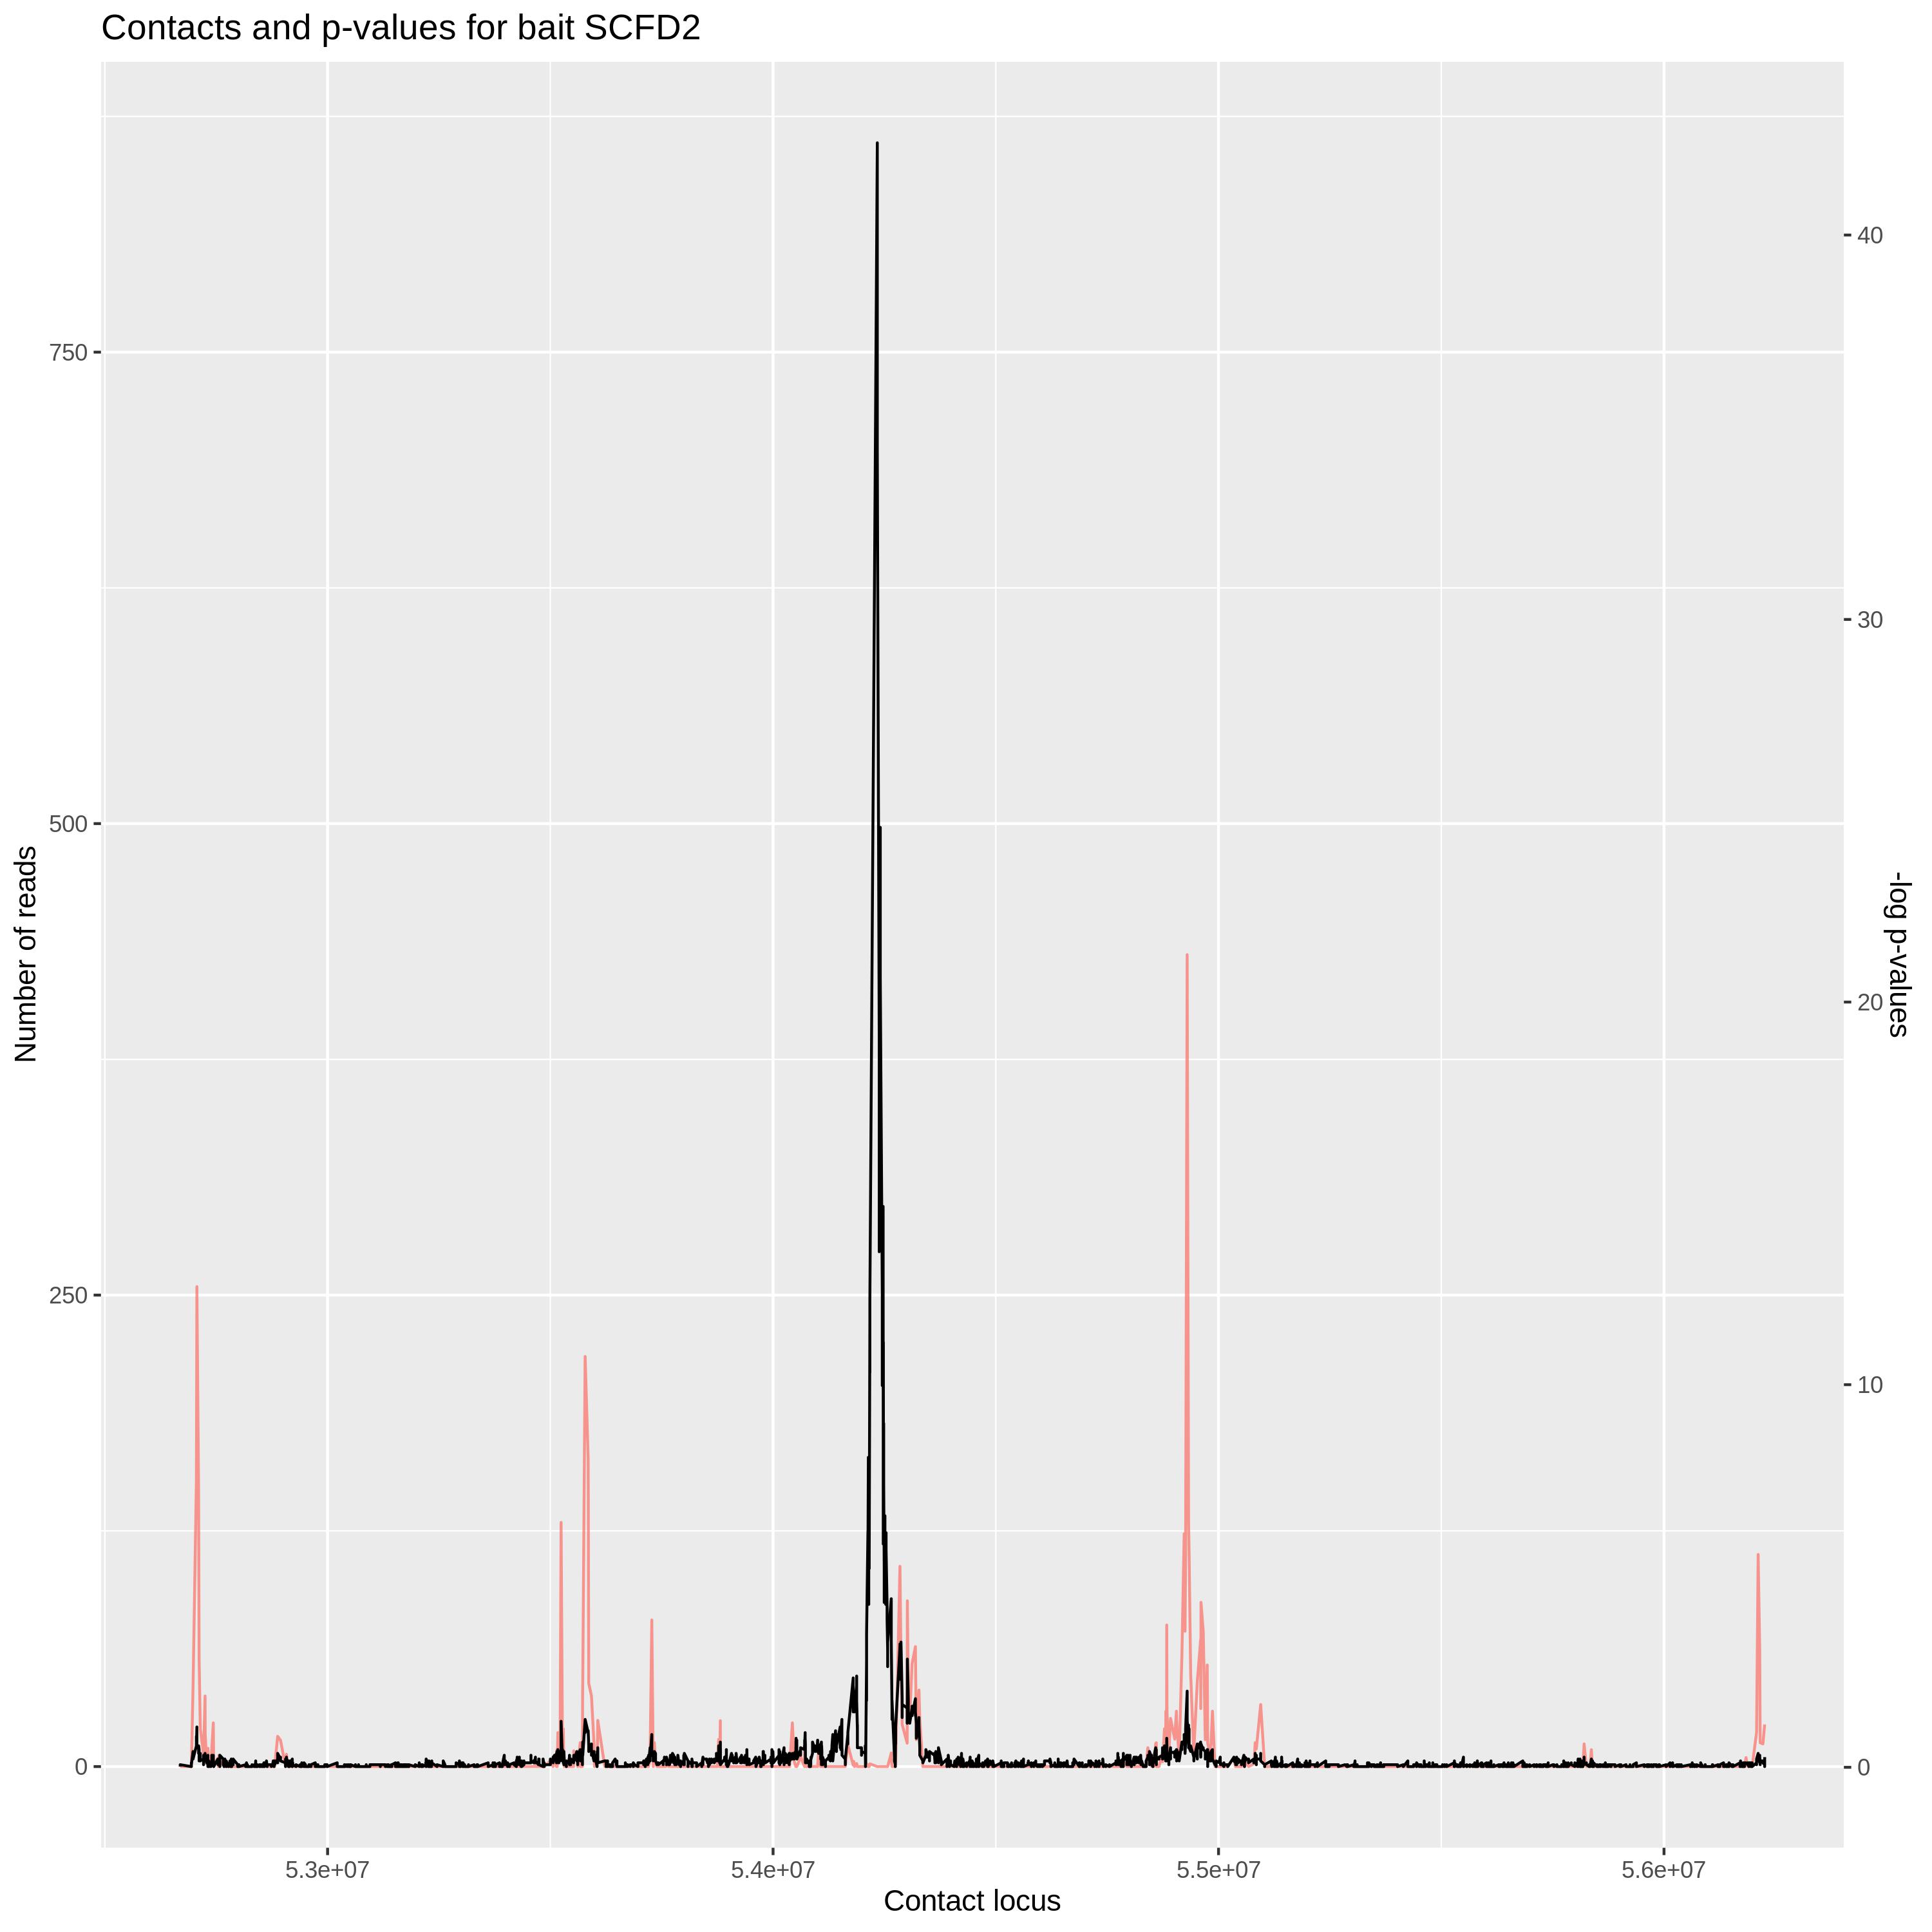 Contacts and p-values for bait SCFD2
Number of reads
750
500
250
0
40
30
20
10
0
-log p-values
5.3e+07
5.4e+07
5.5e+07
5.6e+07
Contact locus